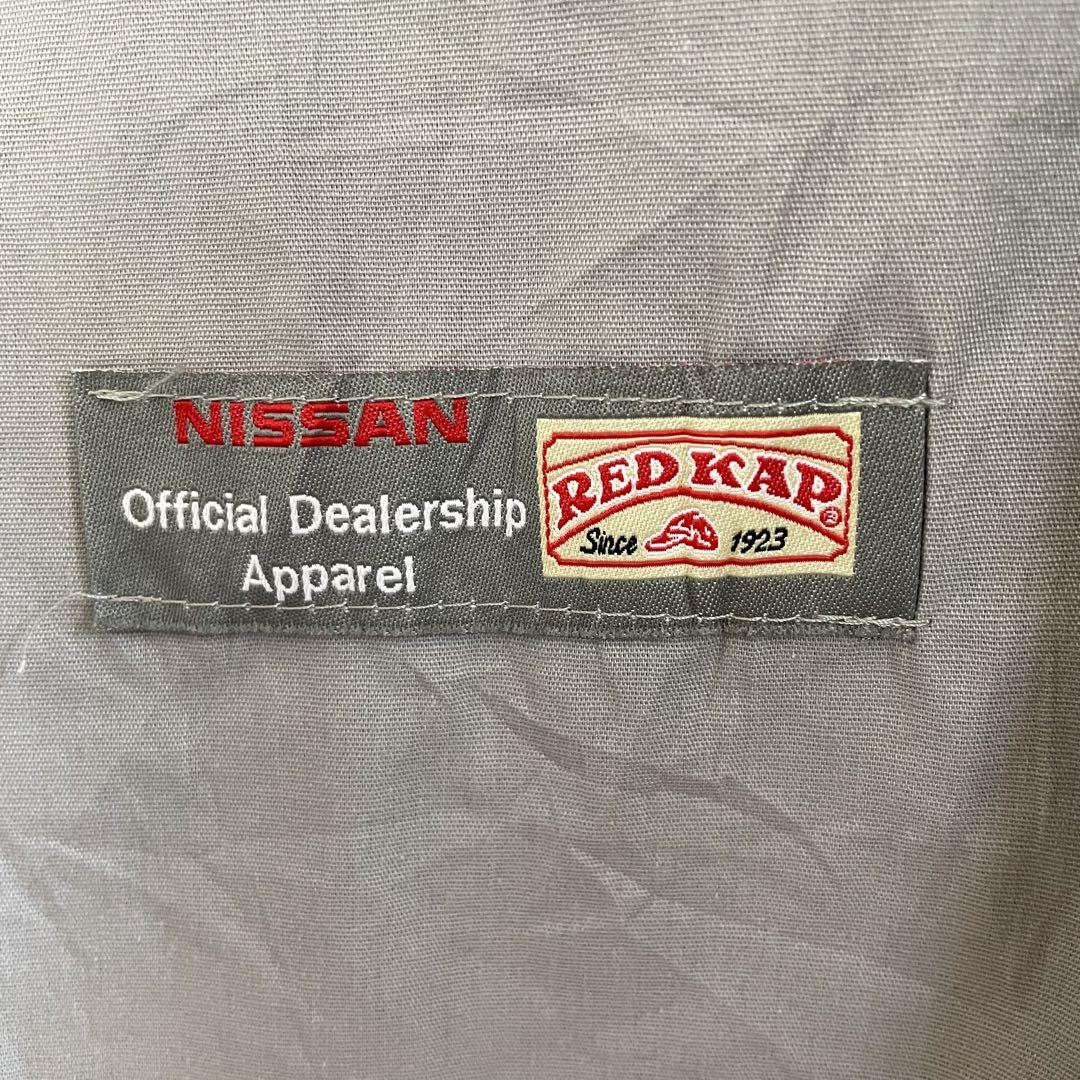 NISSAN
Official Dealership
Apparel
RED KAP®
Since 1923